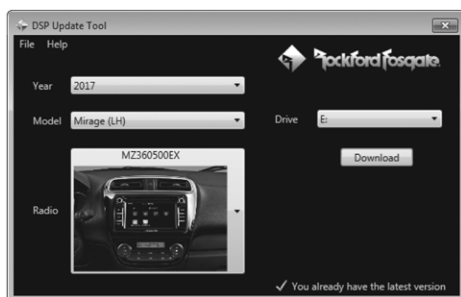 DSP Update Tool
File Help
Rockford Fosgate
Year 2017
Model Mirage (LH)
Drive E:
MZ360500EX
Download
Radio
You already have the latest version